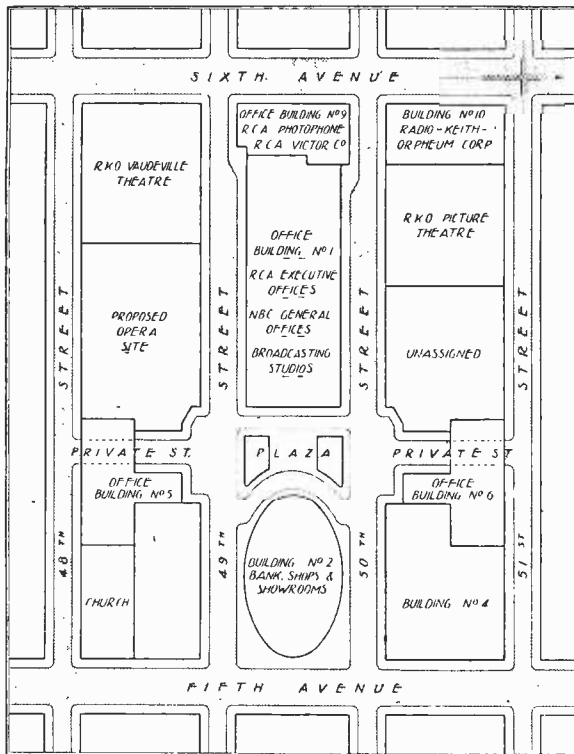 SIXTH AVENUE
RKO VAUDEVILLE
THEATRE
OFFICE BUILDING Nº 9
RCA PHOTOPHONE
RCA VICTOR Cº
BUILDING Nº 10
RADIO-KEITH-
ORPHEUM CORP
OFFICE
BUILDING Nº 1
RCA EXECUTIVE
OFFICES
NBC GENERAL
OFFICES
BROADCASTING
STUDIOS
RKO PICTURE
THEATRE
PROPOSED
OPERA
SITE
UNASSIGNED
STREET
STREET
STREET
STREET
PRIVATE ST.
PLAZA
PRIVATE ST
OFFICE
BUILDING Nº 5
OFFICE
BUILDING Nº 6
48TH
49TH
50TH
51ST
CHURCH
BUILDING Nº 2
BANK, SHOPS &
SHOWROOMS
BUILDING Nº 4
FIFTH AVENUE